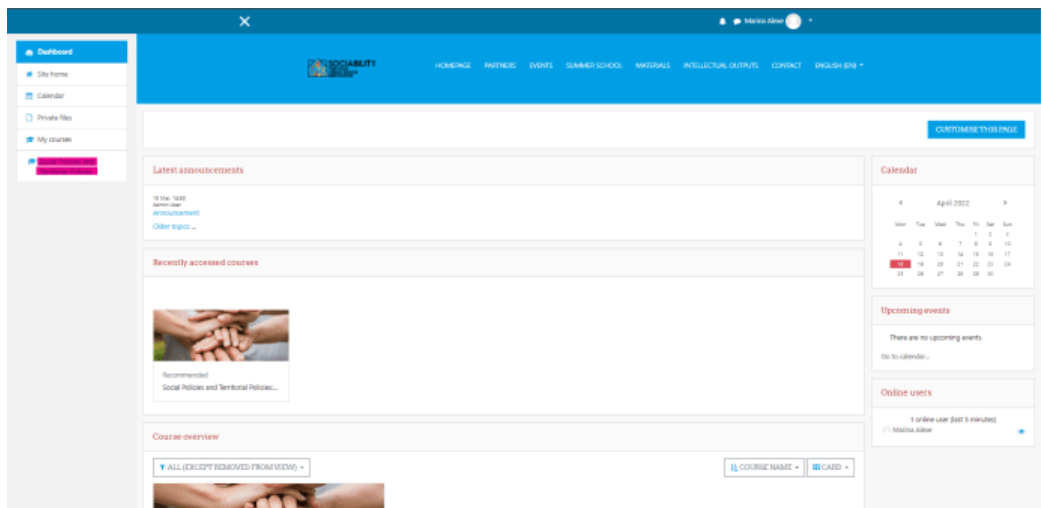 Marina Alese
Dashboard
Site home
Calendar
Private files
My courses
Social Policies and
Territorial Policies:
SOCIABILITY
HOMEPAGE PARTNERS EVENTS SUMMER SCHOOL MATERIALS INTELLECTUAL OUTPUTS CONTACT ENGLISH (EN)
CUSTOMISE THIS PAGE
Latest announcements
Admin User
Announcement
Older topics ...
Recently accessed courses
Recommended
Social Policies and Territorial Policies:...
Course overview
ALL (EXCEPT REMOVED FROM VIEW)
COURSE NAME
CARD
Calendar
April 2022
Mon Tue Wed Thu Fri Sat Sun
1 2 3
4 5 6 7 8 9 10
11 12 13 14 15 16 17
18 19 20 21 22 23 24
25 26 27 28 29 30
Upcoming events
There are no upcoming events
Go to calendar...
Online users
1 online user (last 5 minutes)
Marina Alese